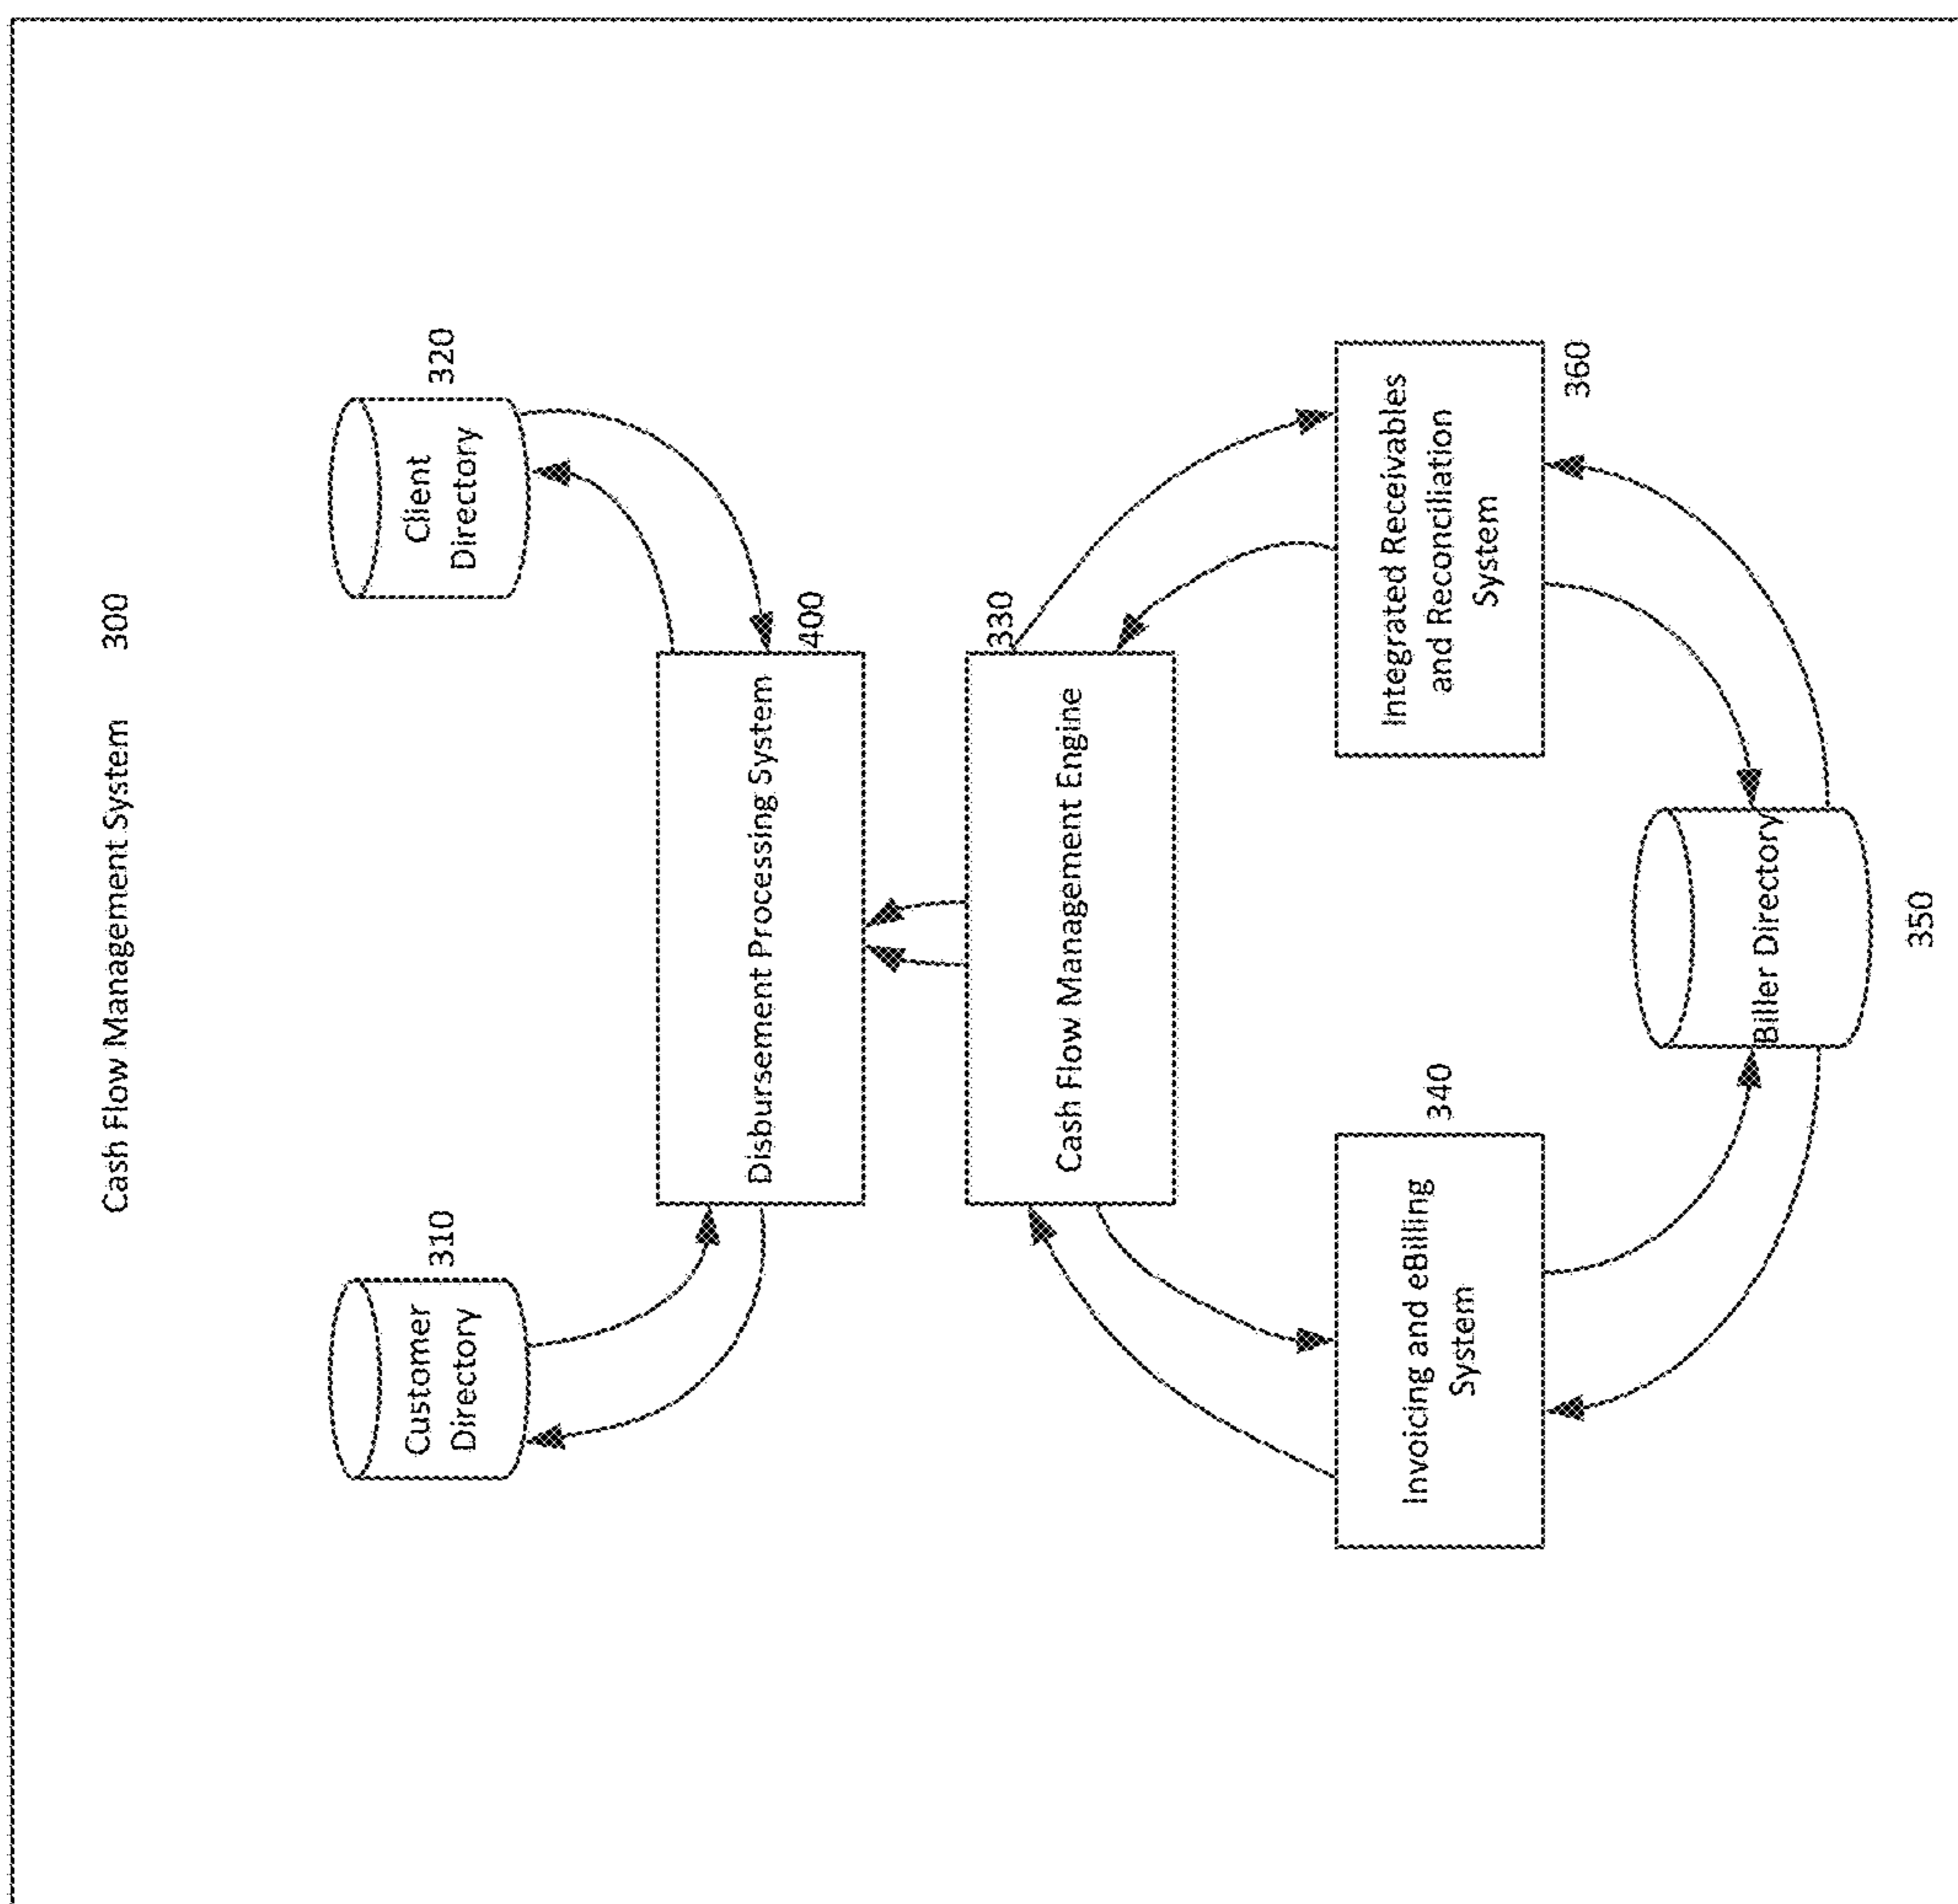 Cash Flow Management System 300
Customer
Directory
310
Client
Directory
320
Disbursement Processing System
400
Cash Flow Management Engine
330
Invoicing and eBilling
System
340
Integrated Receivables
and Reconciliation
System
360
Biller Directory
350